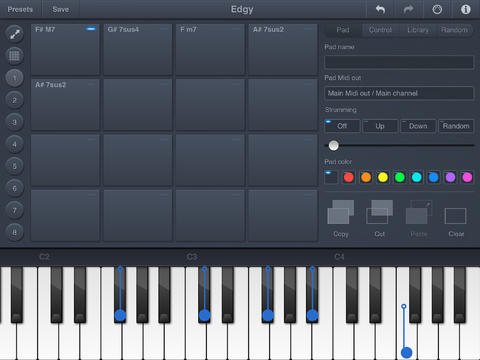 Presets Save Edgy
F# M7 G# 7sus4 F m7 A# 7sus2
A# 7sus2
1
2
3
4
5
6
7
8
Pad Control Library Random
Pad name
Pad Midi out
Main Midi out / Main channel
Strumming
Off Up Down Random
Pad color
Copy Cut Paste Clear
C2 C3 C4